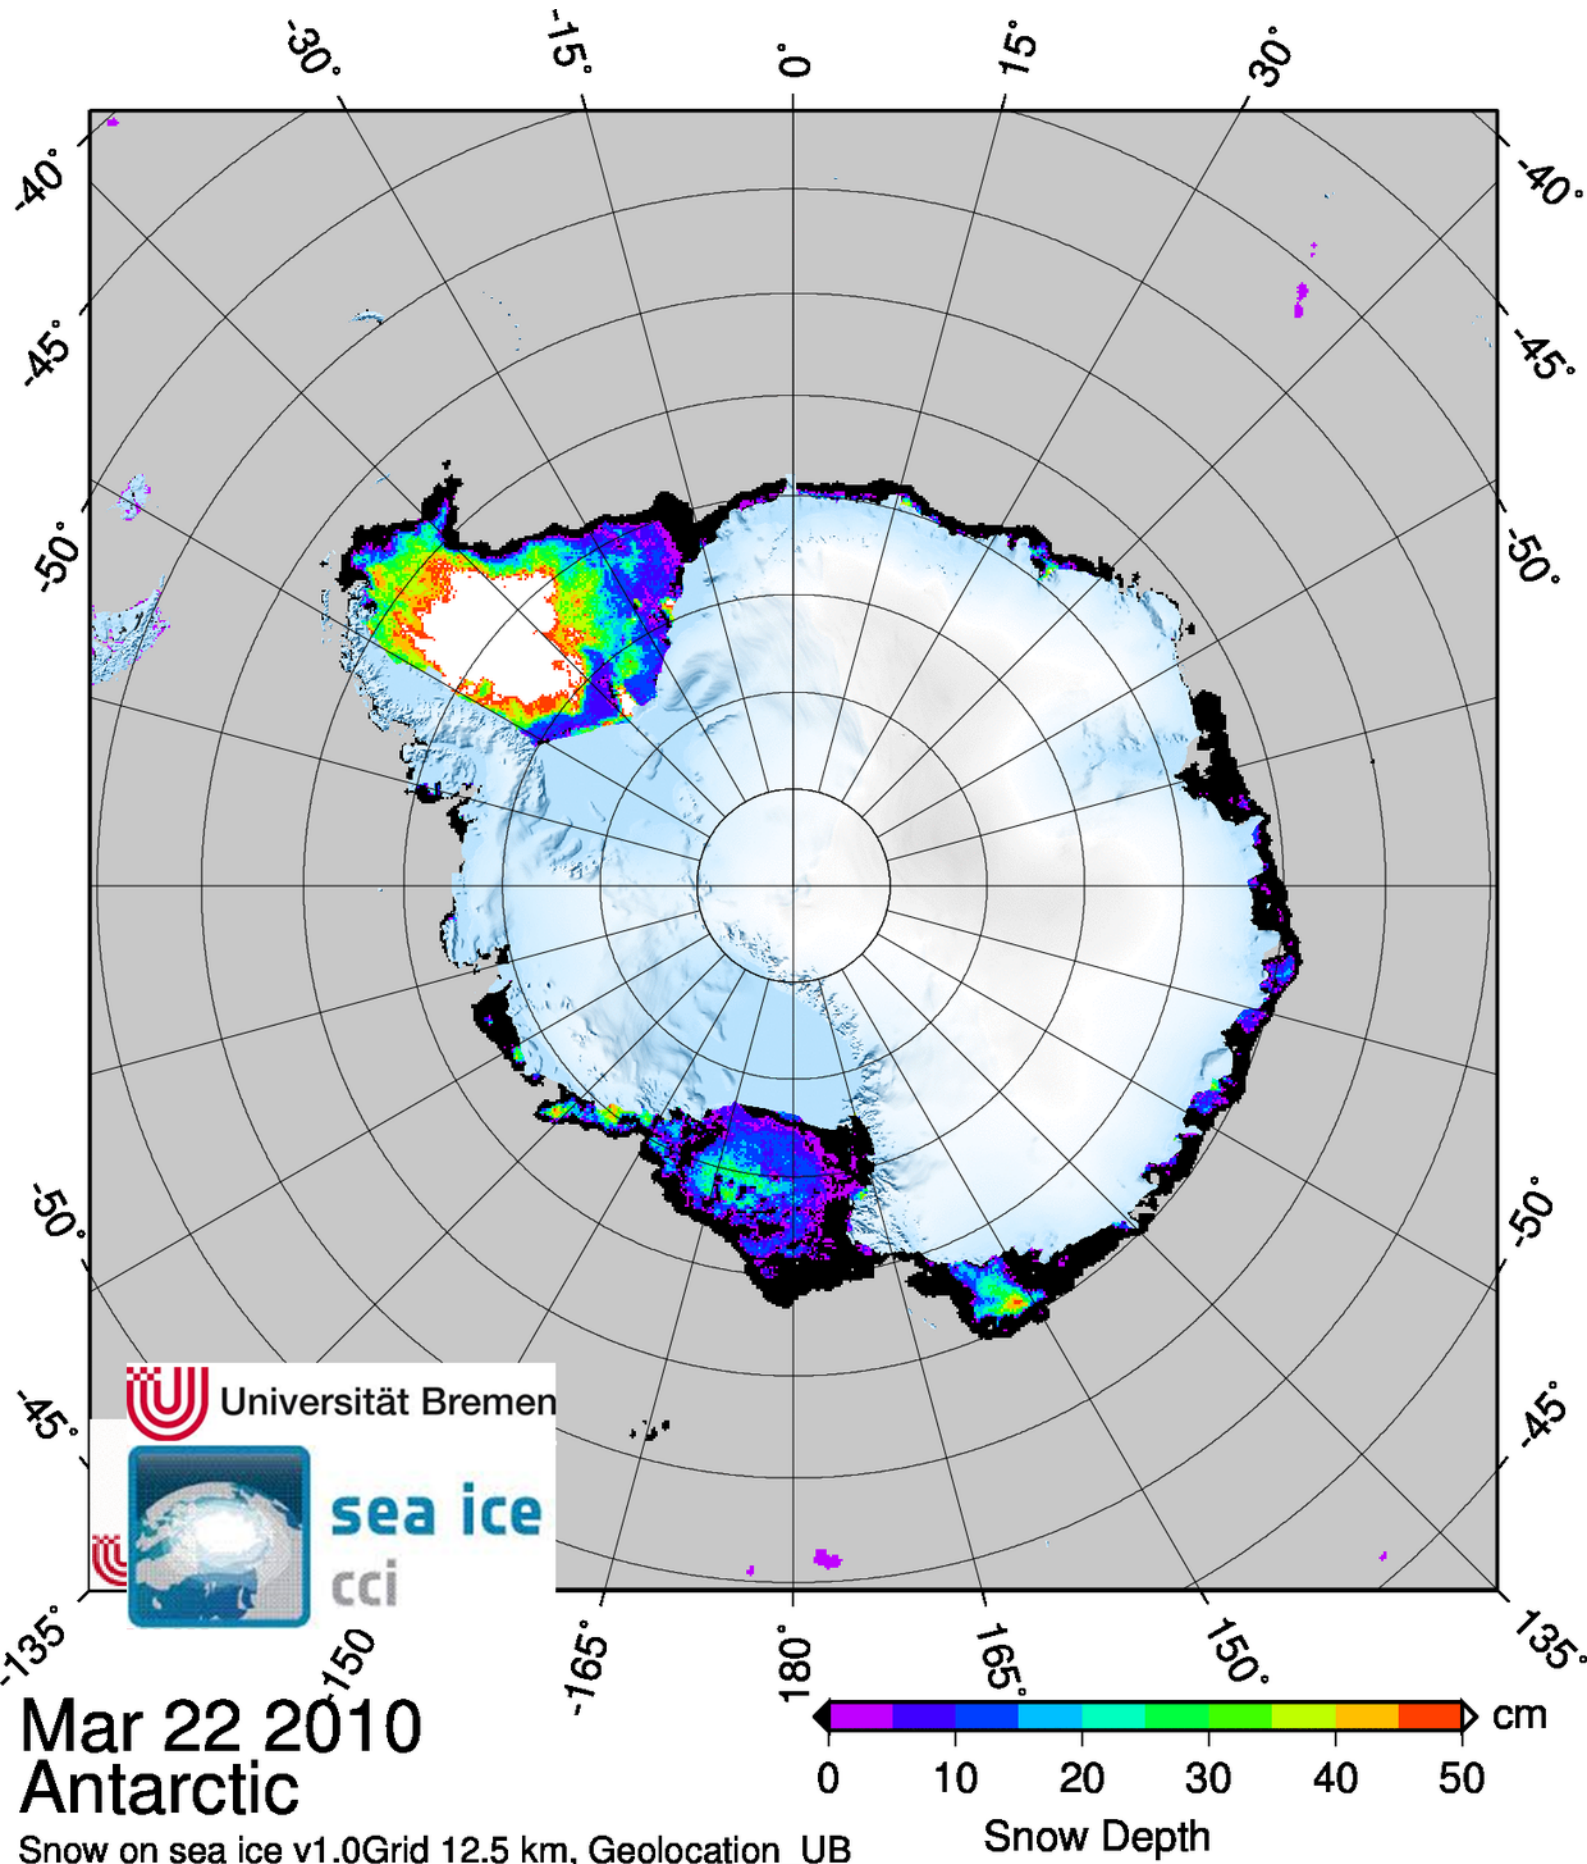 -30°
-15°
0°
15°
30°
-40°
-40°
-45°
-45°
-50°
-50°
-50°
-50°
-45°
-45°
Universität Bremen
sea ice
cci
-135°
-150
-165°
180°
165°
150°
135°
Mar 22 2010
Antarctic
Snow on sea ice v1.0Grid 12.5 km, Geolocation UB
cm
0 10 20 30 40 50
Snow Depth